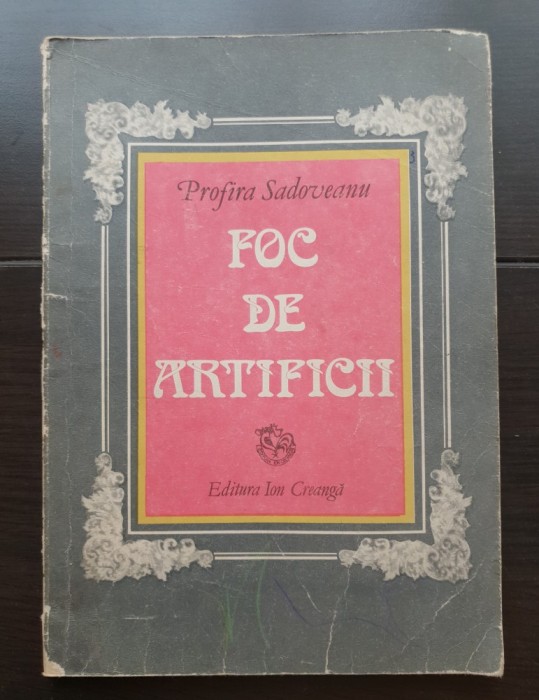 Profira Sadoveanu
FOC
DE
ARTIFICII
Editura Ion Creangă